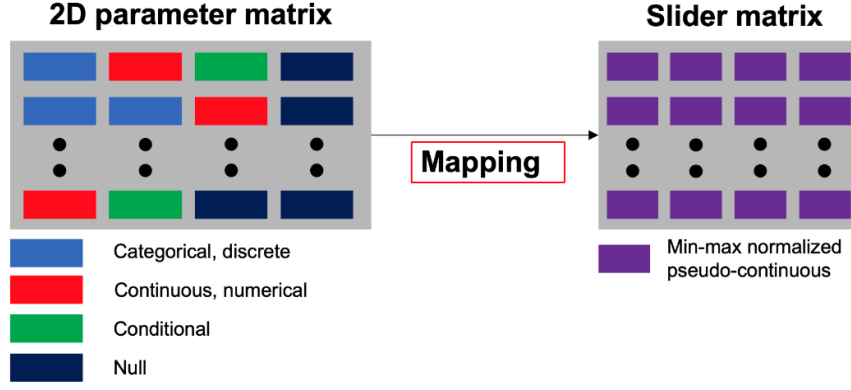 2D parameter matrix
Slider matrix
Mapping
Categorical, discrete
Continuous, numerical
Conditional
Null
Min-max normalized
pseudo-continuous